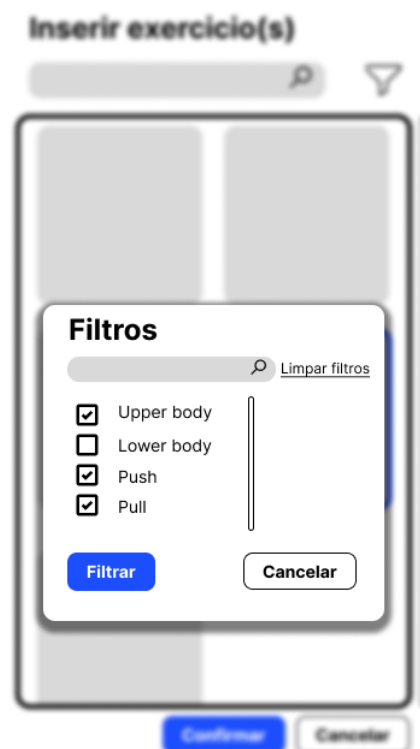 Inserir exercicio(s)
Filtros
Limpar filtros
Upper body
Lower body
Push
Pull
Filtrar Cancelar
Confirmar Cancelar